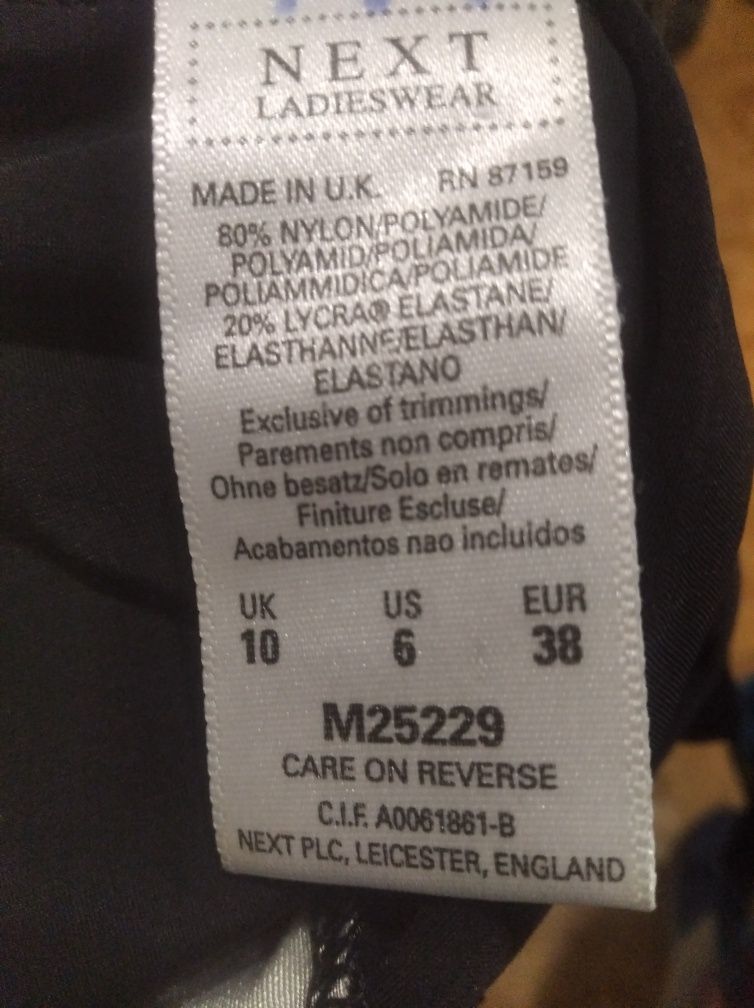 NEXT
LADIESWEAR
MADE IN U.K. RN 87159
80% NYLON/POLYAMIDE/
POLYAMID/POLIAMIDA/
POLIAMMIDICA/POLIAMIDE
20% LYCRA® ELASTANE/
ELASTHANNE/ELASTHAN/
ELASTANO
Exclusive of trimmings/
Parements non compris/
Ohne besatz/Solo en remates/
Finiture Escluse/
Acabamentos nao incluidos
UK US EUR
10 6 38
M25229
CARE ON REVERSE
C.I.F. A0061861-B
NEXT PLC, LEICESTER, ENGLAND